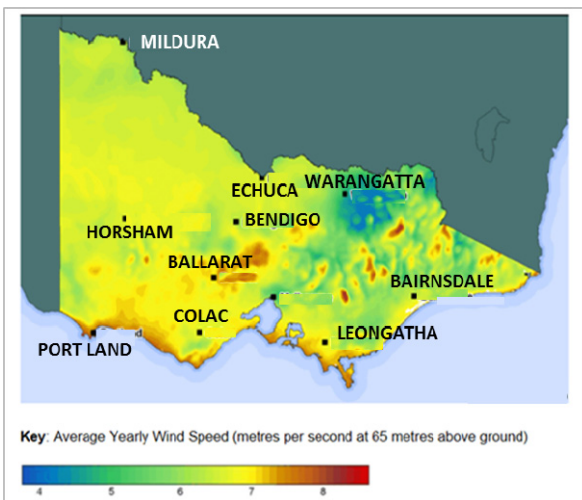 MILDURA
ECHUCA
WARANGATTA
BENDIGO
HORSHAM
BALLARAT
BAIRNSDALE
COLAC
LEONGATHA
PORT LAND
Key: Average Yearly Wind Speed (metres per second at 65 metres above ground)
4 5 6 7 8